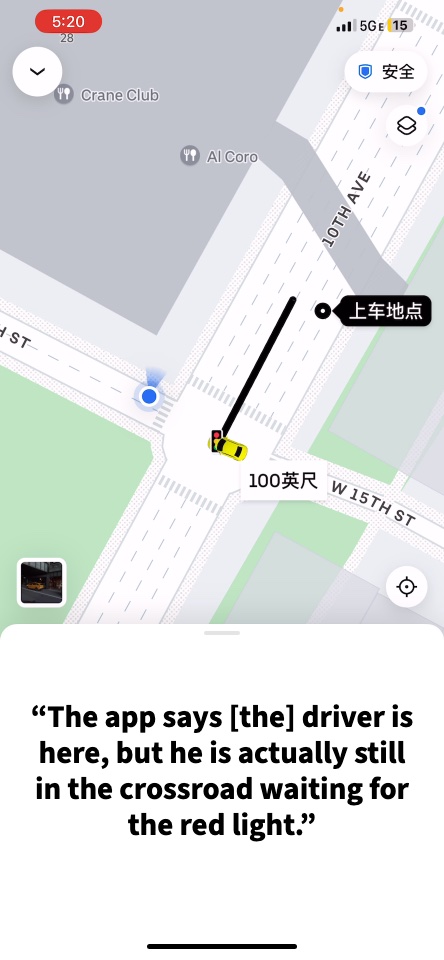 5:20
28
5GE 15
安全
Crane Club
Al Coro
10TH AVE
上车地点
H ST
100英尺
W 15TH ST
“The app says [the] driver is
here, but he is actually still
in the crossroad waiting for
the red light.”